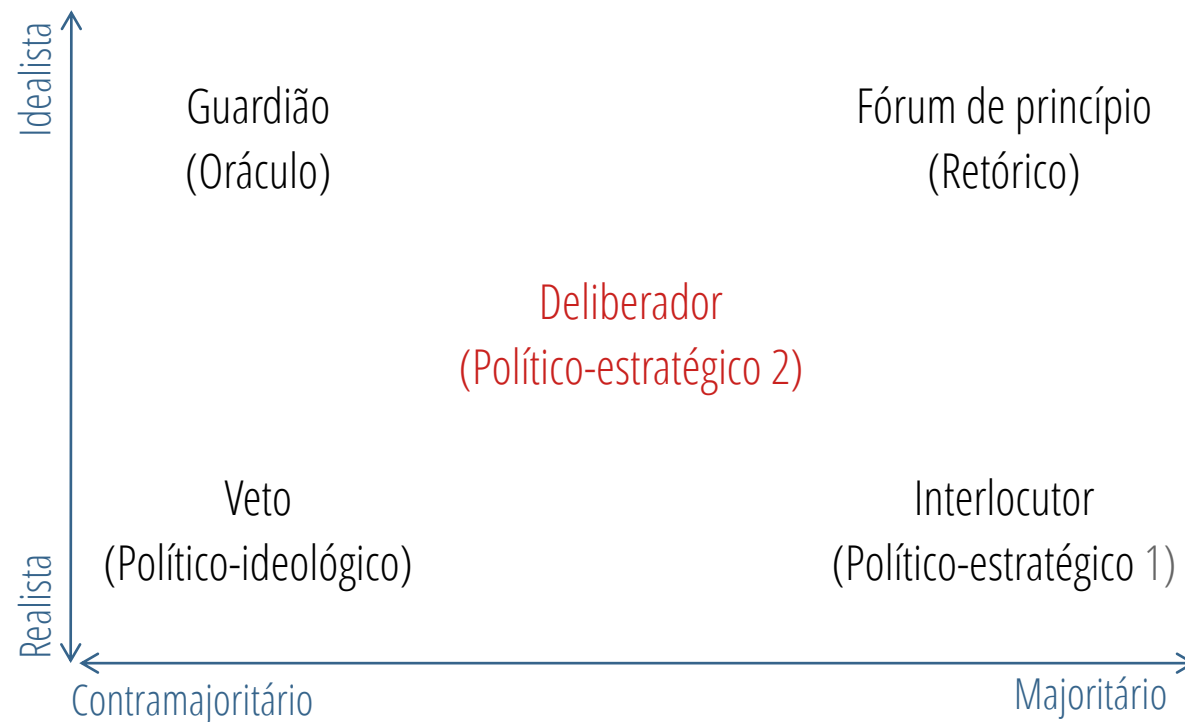 Idealista
Guardião
(Oráculo)
Fórum de princípio
(Retórico)
Deliberador
(Político-estratégico 2)
Veto
(Político-ideológico)
Interlocutor
(Político-estratégico 1)
Realista
Contramajoritário
Majoritário